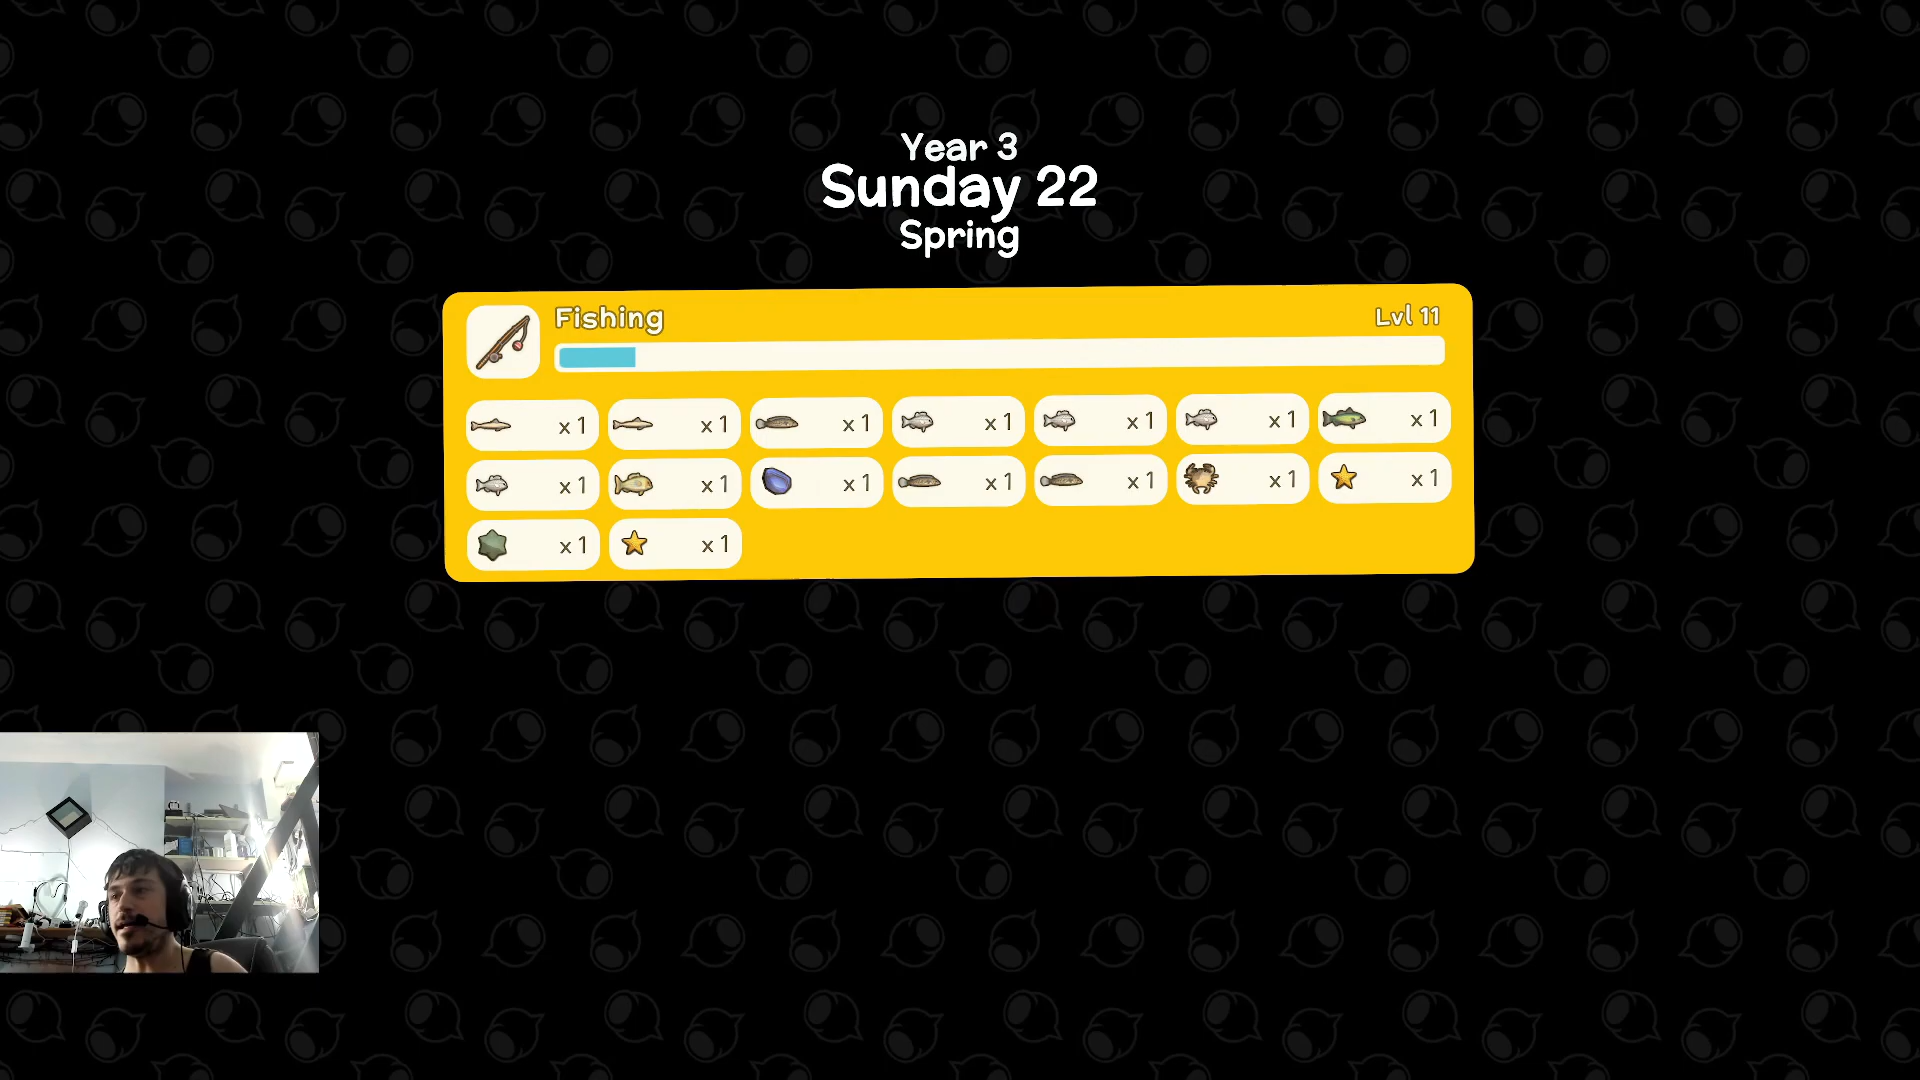 Year 3
Sunday 22
Spring
Fishing Lvl 11
x 1 x 1 x 1 x 1 x 1 x 1 x 1
x 1 x 1 x 1 x 1 x 1 x 1 x 1
x 1 x 1